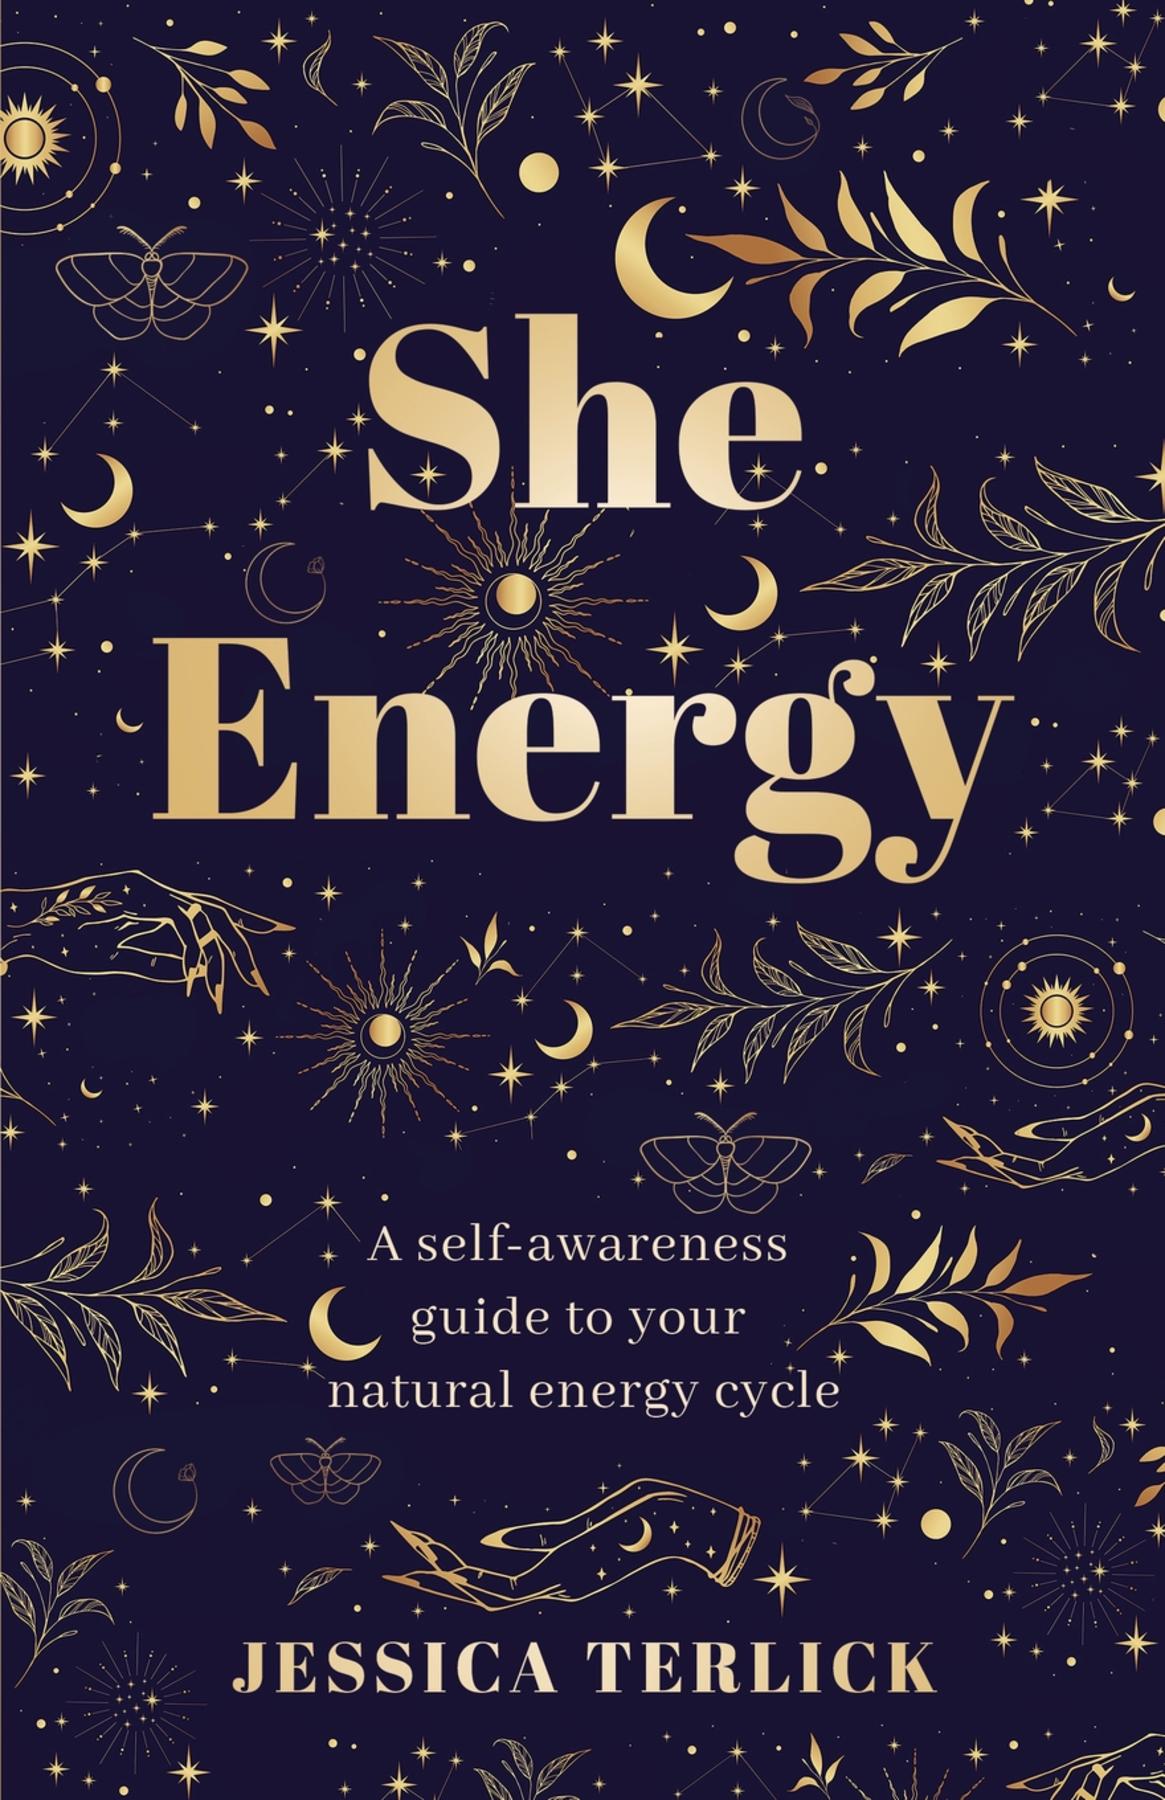 She
Energy
A self-awareness
guide to your
natural energy cycle
JESSICA TERLICK